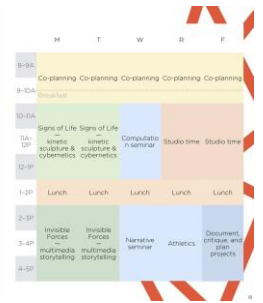 M T W R F
8-9A
Co-planning Co-planning Co-planning Co-planning Co-planning
9-10A
Breakfast
10-11A
Signs of Life Signs of Life
— —
11A- kinetic kinetic Computatio Studio time Studio time
12P sculpture & sculpture & n seminar
cybernetics cybernetics
12-1P
1-2P Lunch Lunch Lunch Lunch Lunch
2-3P
Invisible Invisible Document,
Forces Forces Narrative Athletics critique, and
3-4P — — seminar plan
multimedia multimedia projects
storytelling storytelling
4-5P